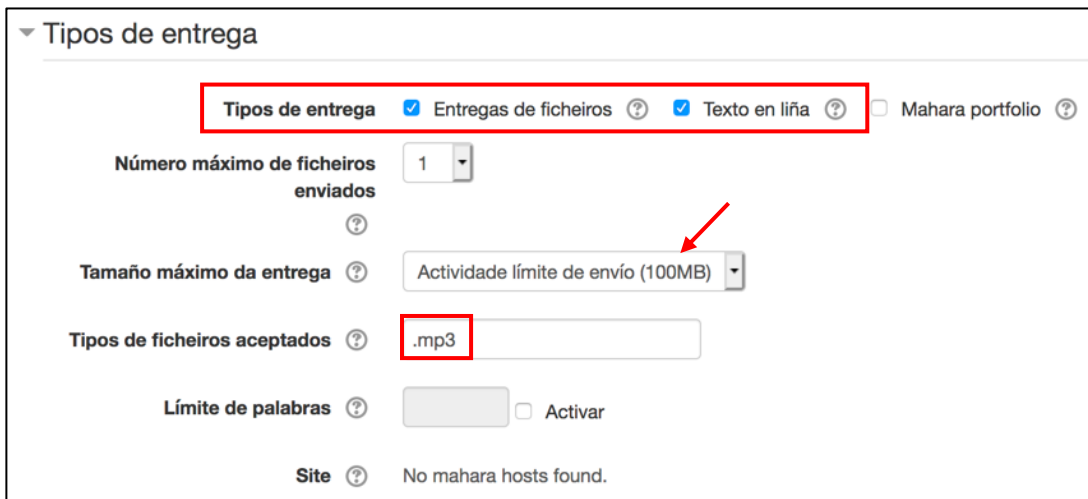 Tipos de entrega
Tipos de entrega Entregas de ficheiros ? Texto en liña ? Mahara portfolio ?
Número máximo de ficheiros 1
enviados
?
Tamaño máximo da entrega ? Actividade límite de envío (100MB)
Tipos de ficheiros aceptados ? .mp3
Límite de palabras ? Activar
Site ? No mahara hosts found.